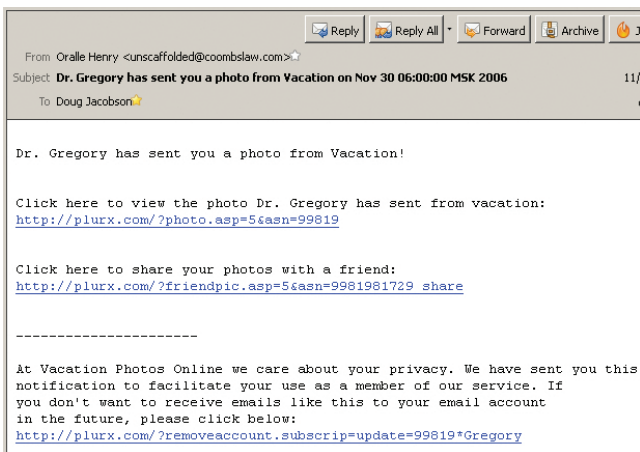 Reply Reply All Forward Archive J
From Oralle Henry <unscaffolded@coombslaw.com>
Subject Dr. Gregory has sent you a photo from Vacation on Nov 30 06:00:00 MSK 2006 11/
To Doug Jacobson
Dr. Gregory has sent you a photo from Vacation!
Click here to view the photo Dr. Gregory has sent from vacation:
http://plurx.com/?photo.asp=5&asn=99819
Click here to share your photos with a friend:
http://plurx.com/?friendpic.asp=5&asn=9981981729 share
---------------------
At Vacation Photos Online we care about your privacy. We have sent you this
notification to facilitate your use as a member of our service. If
you don't want to receive emails like this to your email account
in the future, please click below:
http://plurx.com/?removeaccount.subscrip=update=99819*Gregory